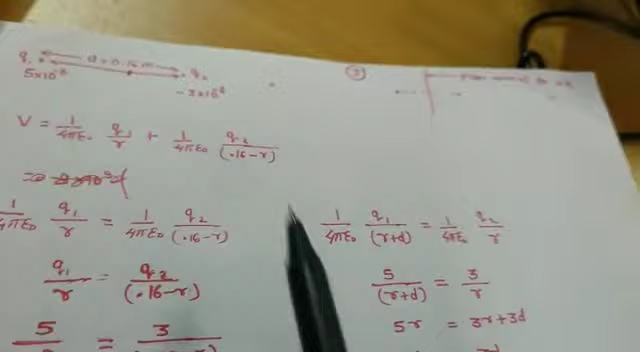 q₁ d = 0.16m q₂
5×10⁻⁸
-3×10⁻⁸
V = 1/4πε₀ q₁/r + 1/4πε₀ q₂/(.16-r)
1/4πε₀ q₁/r = 1/4πε₀ q₂/(.16-r)
q₁/r = q₂/(.16-r)
5 = 3
②
1/4πε₀ q₁/(r+d) = 1/4πε₀ q₂/r
5/(r+d) = 3/r
5r = 3r+3d